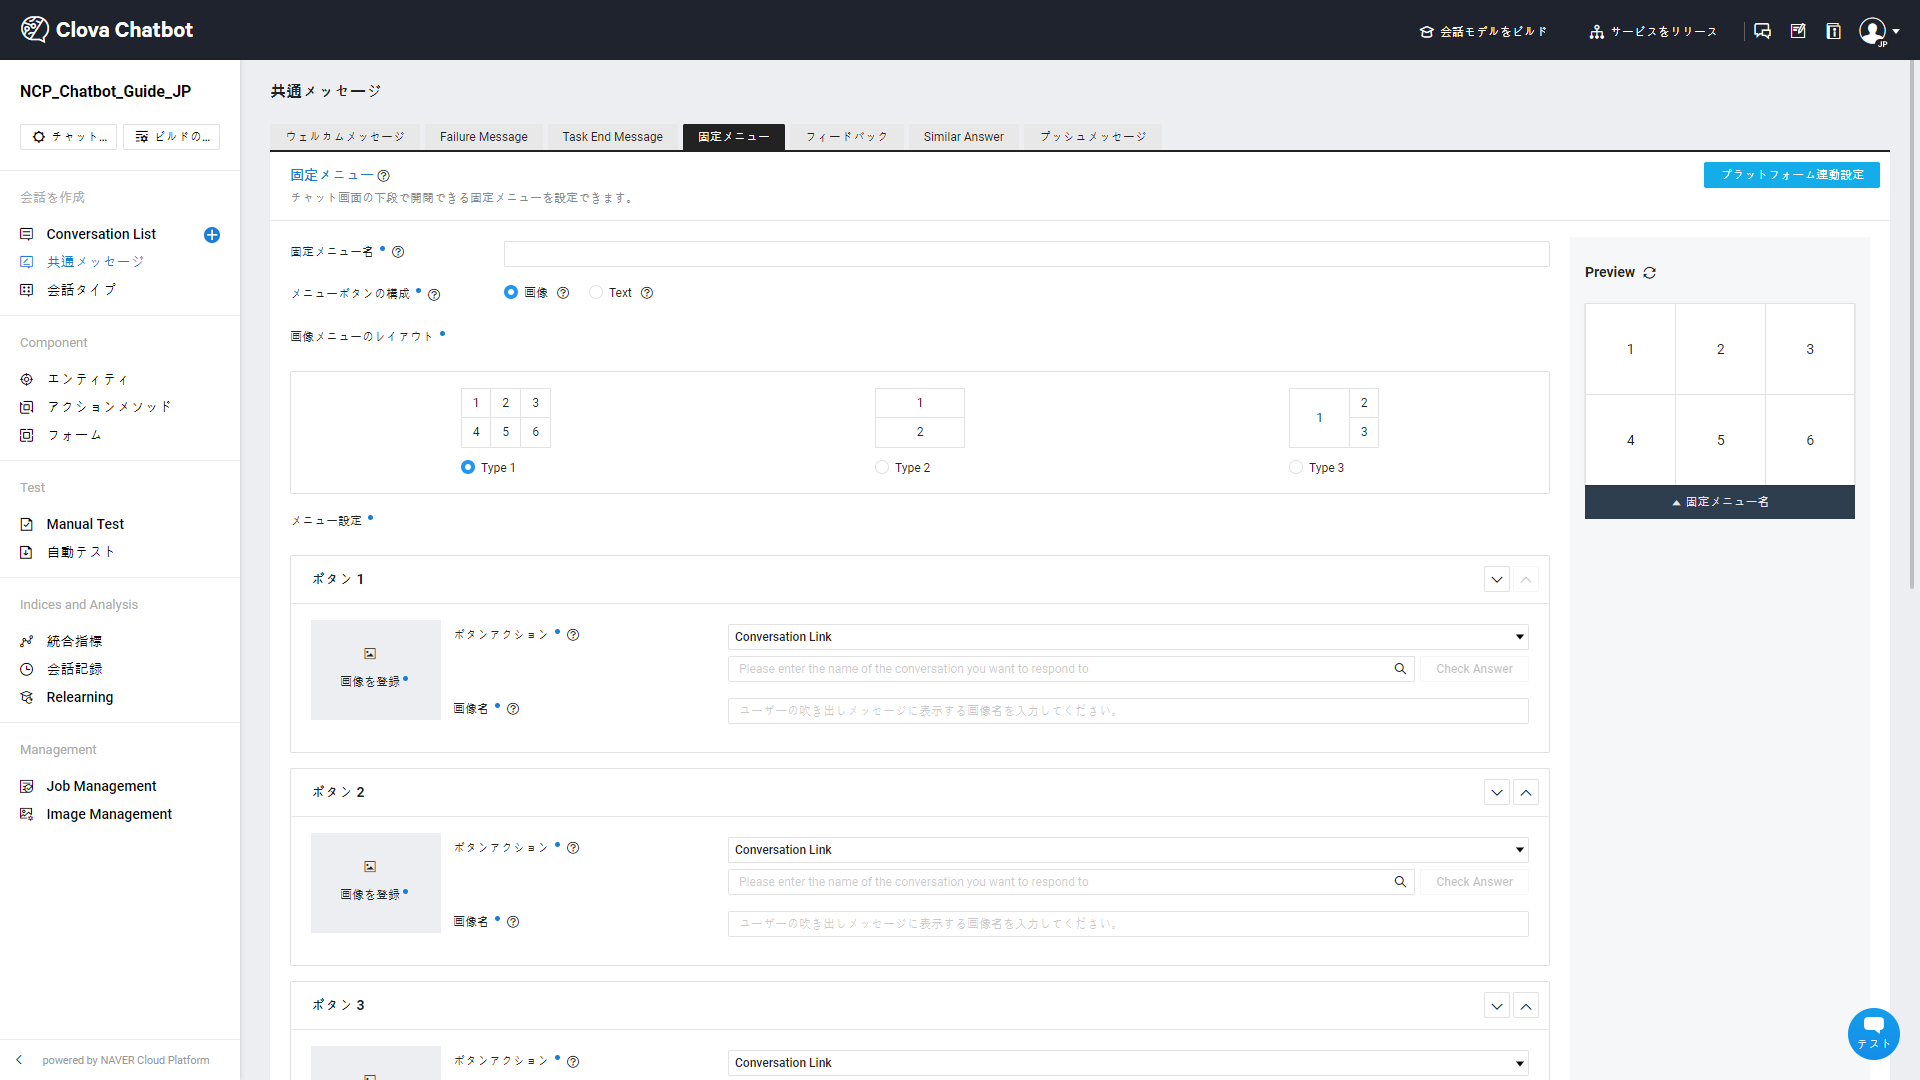 Clova Chatbot
会話モデルをビルド
サービスをリリース
JP
NCP_Chatbot_Guide_JP
チャット...
ビルドの...
会話を作成
Conversation List
共通メッセージ
会話タイプ
Component
エンティティ
アクションメソッド
フォーム
Test
Manual Test
自動テスト
Indices and Analysis
統合指標
会話記録
Relearning
Management
Job Management
Image Management
powered by NAVER Cloud Platform
共通メッセージ
ウェルカムメッセージ
Failure Message
Task End Message
固定メニュー
フィードバック
Similar Answer
プッシュメッセージ
固定メニュー
プラットフォーム連動設定
チャット画面の下段で開閉できる固定メニューを設定できます。
固定メニュー名
メニューボタンの構成
画像
Text
画像メニューのレイアウト
1 2 3
4 5 6
Type 1
1
2
Type 2
1
2
3
Type 3
メニュー設定
ボタン 1
画像を登録
ボタンアクション
Conversation Link
Please enter the name of the conversation you want to respond to
Check Answer
画像名
ユーザーの吹き出しメッセージに表示する画像名を入力してください。
ボタン 2
画像を登録
ボタンアクション
Conversation Link
Please enter the name of the conversation you want to respond to
Check Answer
画像名
ユーザーの吹き出しメッセージに表示する画像名を入力してください。
ボタン 3
ボタンアクション
Conversation Link
Preview
1 2 3
4 5 6
固定メニュー名
テスト